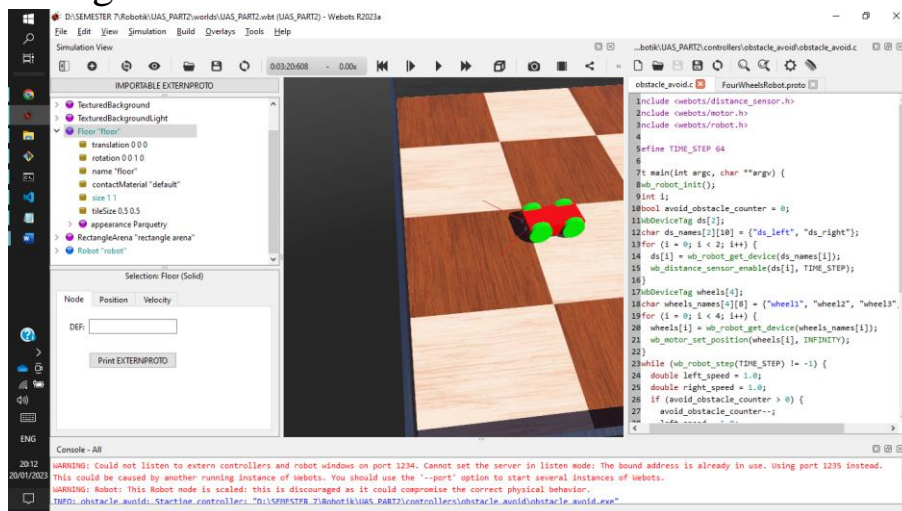 D:\SEMESTER 7\Robotik\UAS_PART2\worlds\UAS_PART2.wbt (UAS_PART2) - Webots R2023a
File Edit View Simulation Build Overlays Tools Help
Simulation View
...botik\UAS_PART2\controllers\obstacle_avoid\obstacle_avoid.c
0:03:20:608 - 0.00x
IMPORTABLE EXTERNPROTO
TexturedBackground
TexturedBackgroundLight
Floor "floor"
translation 0 0 0
rotation 0 0 1 0
name "floor"
contactMaterial "default"
size 1 1
tileSize 0.5 0.5
appearance Parquetry
RectangleArena "rectangle arena"
Robot "robot"
Selection: Floor (Solid)
Node Position Velocity
DEF:
Print EXTERNPROTO
obstacle_avoid.c FourWheelsRobot.proto
1include <webots/distance_sensor.h>
2include <webots/motor.h>
3include <webots/robot.h>
4
5efine TIME_STEP 64
6
7t main(int argc, char **argv) {
8wb_robot_init();
9int i;
10bool avoid_obstacle_counter = 0;
11WbDeviceTag ds[2];
12char ds_names[2][10] = {"ds_left", "ds_right"};
13for (i = 0; i < 2; i++) {
14 ds[i] = wb_robot_get_device(ds_names[i]);
15 wb_distance_sensor_enable(ds[i], TIME_STEP);
16}
17WbDeviceTag wheels[4];
18char wheels_names[4][8] = {"wheel1", "wheel2", "wheel3",
19for (i = 0; i < 4; i++) {
20 wheels[i] = wb_robot_get_device(wheels_names[i]);
21 wb_motor_set_position(wheels[i], INFINITY);
22}
23while (wb_robot_step(TIME_STEP) != -1) {
24 double left_speed = 1.0;
25 double right_speed = 1.0;
26 if (avoid_obstacle_counter > 0) {
27 avoid_obstacle_counter--;
Console - All
WARNING: Could not listen to extern controllers and robot windows on port 1234. Cannot set the server in listen mode: The bound address is already in use. Using port 1235 instead.
This could be caused by another running instance of Webots. You should use the '--port' option to start several instances of Webots.
WARNING: Robot: This Robot node is scaled: this is discouraged as it could compromise the correct physical behavior.
INFO: obstacle_avoid: Starting controller: "D:\SEMESTER 7\Robotik\UAS_PART2\controllers\obstacle_avoid\obstacle_avoid.exe"
ENG
20:12
20/01/2023